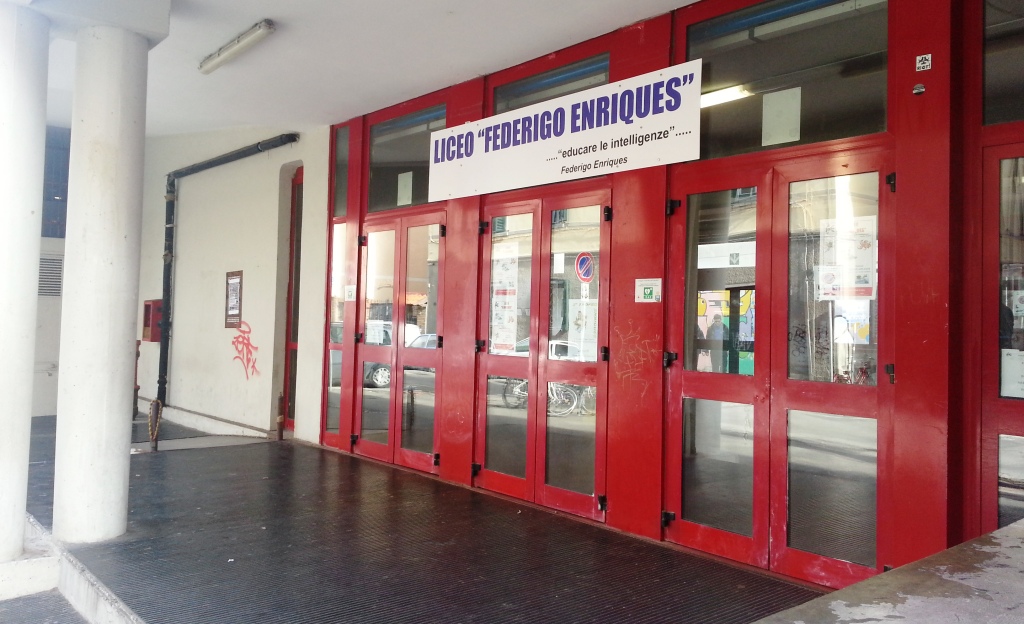 LICEO "FEDERIGO ENRIQUES"
....."educare le intelligenze".....
Federigo Enriques